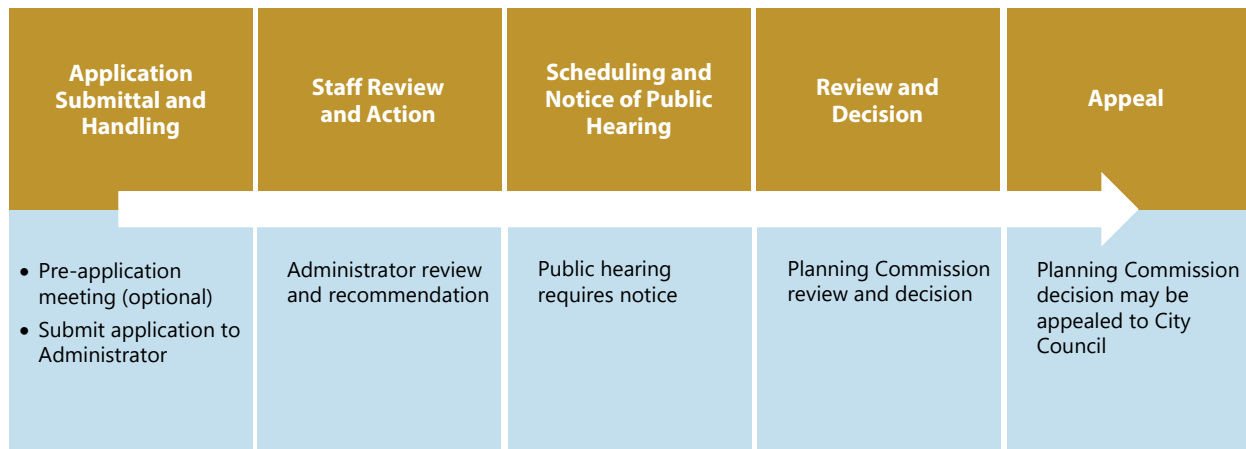 Application
Submittal and
Handling
Staff Review
and Action
Scheduling and
Notice of Public
Hearing
Review and
Decision
Appeal
• Pre-application
meeting (optional)
• Submit application to
Administrator
Administrator review
and recommendation
Public hearing
requires notice
Planning Commission
review and decision
Planning Commission
decision may be
appealed to City
Council